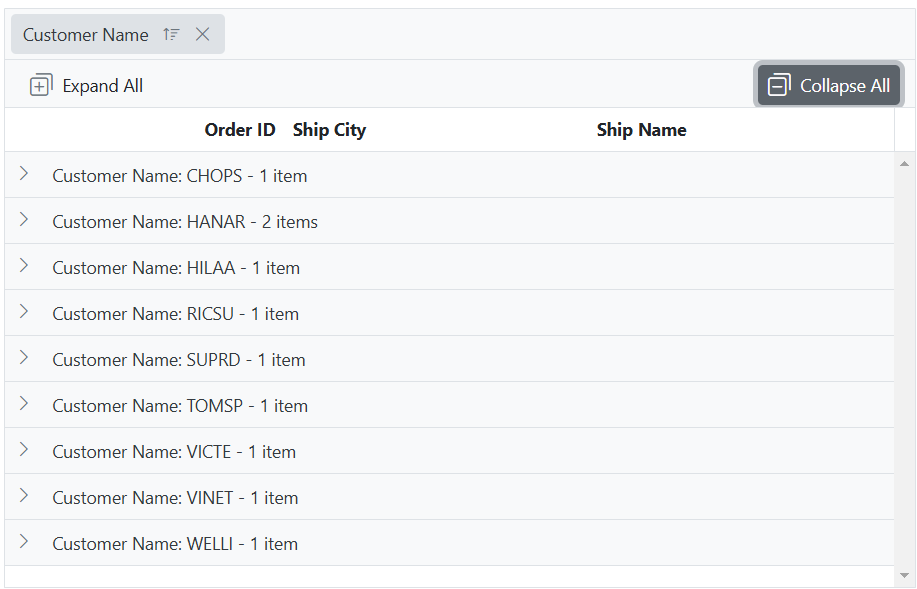 Customer Name
Expand All Collapse All
Order ID Ship City Ship Name
Customer Name: CHOPS - 1 item
Customer Name: HANAR - 2 items
Customer Name: HILAA - 1 item
Customer Name: RICSU - 1 item
Customer Name: SUPRD - 1 item
Customer Name: TOMSP - 1 item
Customer Name: VICTE - 1 item
Customer Name: VINET - 1 item
Customer Name: WELLI - 1 item